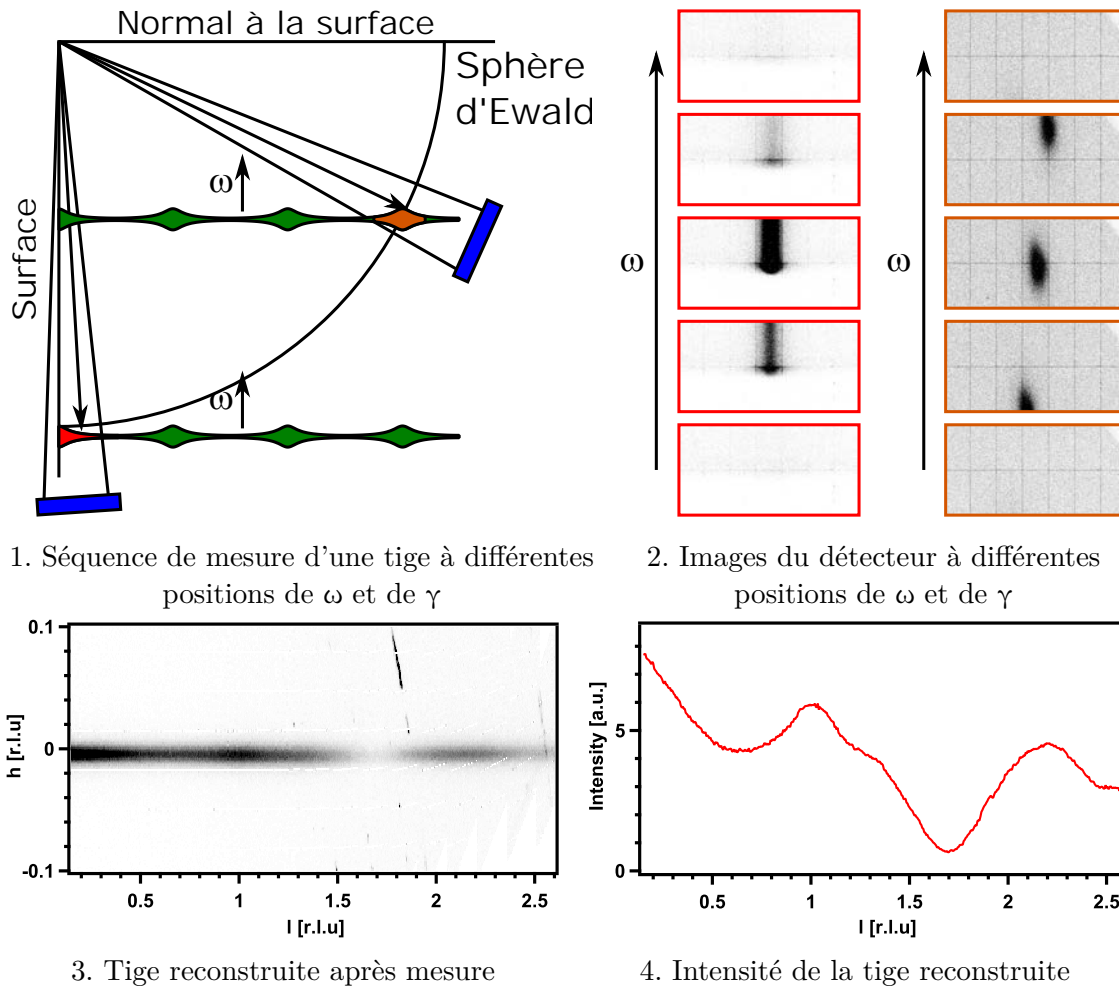 Normal à la surface
Sphère
d'Ewald
ω
Surface
ω
ω
ω
1. Séquence de mesure d'une tige à différentes
positions de ω et de γ
2. Images du détecteur à différentes
positions de ω et de γ
0.1
0
-0.1
h [r.l.u]
0.5
1
1.5
2
2.5
l [r.l.u]
3. Tige reconstruite après mesure
5
0
Intensity [a.u.]
0.5
1
1.5
2
2.5
l [r.l.u]
4. Intensité de la tige reconstruite